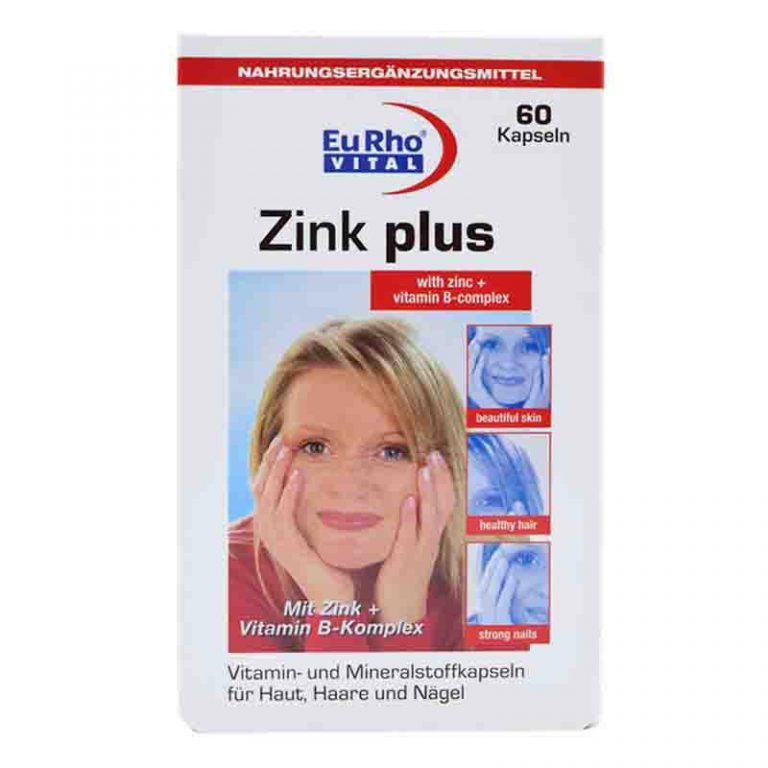 NAHRUNGSERGÄNZUNGSMITTEL
60
Kapseln
EuRho®
VITAL
Zink plus
with zinc +
vitamin B-complex
beautiful skin
healthy hair
strong nails
Mit Zink +
Vitamin B-Komplex
Vitamin- und Mineralstoffkapseln
für Haut, Haare und Nägel